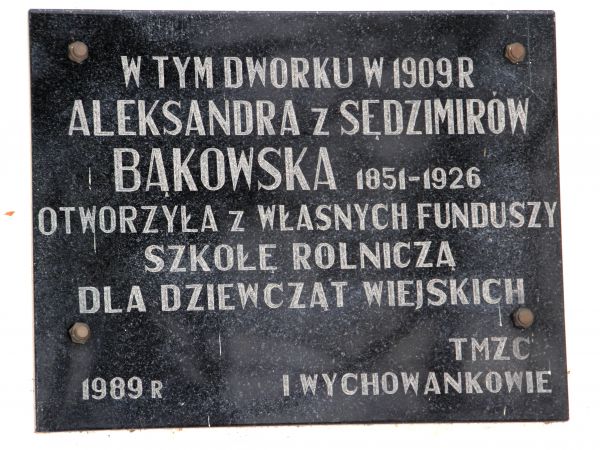 W TYM DWORKU W 1909 R
ALEKSANDRA Z SĘDZIMIRÓW
BĄKOWSKA 1851-1926
OTWORZYŁA Z WŁASNYCH FUNDUSZY
SZKOŁĘ ROLNICZĄ
DLA DZIEWCZĄT WIEJSKICH
TMZC
1989 R I WYCHOWANKOWIE